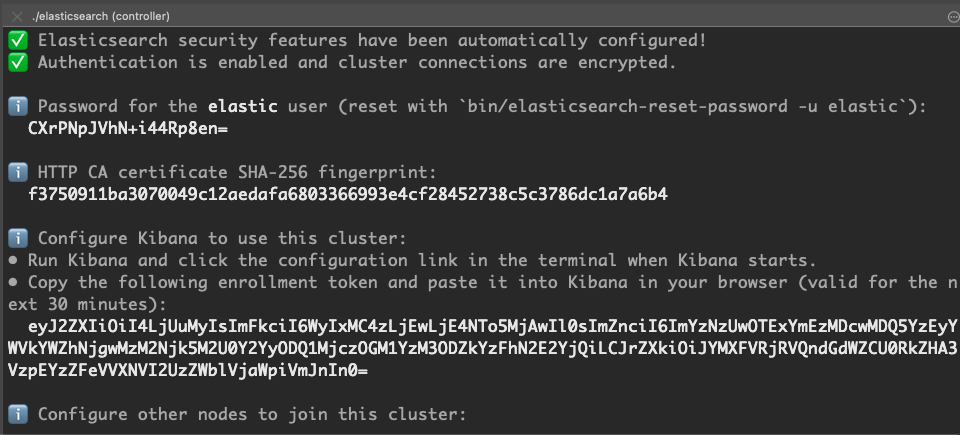 ./elasticsearch (controller)
✅ Elasticsearch security features have been automatically configured!
✅ Authentication is enabled and cluster connections are encrypted.
ℹ️ Password for the elastic user (reset with `bin/elasticsearch-reset-password -u elastic`):
CXrPNpJVhN+i44Rp8en=
ℹ️ HTTP CA certificate SHA-256 fingerprint:
f3750911ba3070049c12aedafa6803366993e4cf28452738c5c3786dc1a7a6b4
ℹ️ Configure Kibana to use this cluster:
● Run Kibana and click the configuration link in the terminal when Kibana starts.
● Copy the following enrollment token and paste it into Kibana in your browser (valid for the n
ext 30 minutes):
eyJ2ZXIiOiI4LjUuMyIsImFkciI6WyIxMC4zLjEwLjE4NTo5MjAwIl0sImZnciI6ImYzNzUwOTExYmEzMDcwMDQ5YzEyY
WVkYWZhNjgwMzM2Njk5M2U0Y2YyODQ1MjczOGM1YzM3ODZkYzFhN2E2YjQiLCJrZXkiOiJYMXFVRjRVQndGdWZCU0RkZHA3
VzpEYzZFeVVXNVI2UzZWblVjaWpiVmJnIn0=
ℹ️ Configure other nodes to join this cluster: